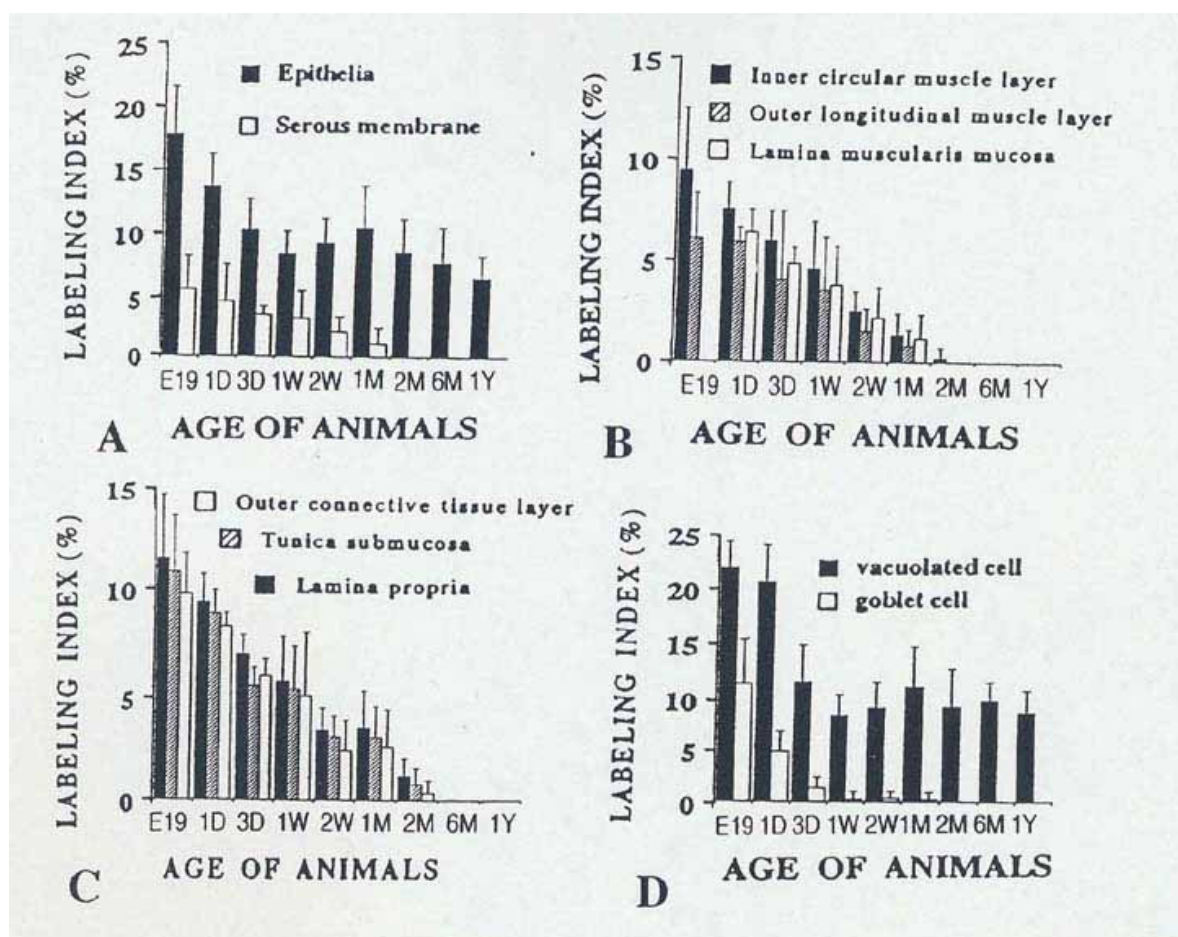 LABELING INDEX (%)
25
20
15
10
5
0
Epithelia
Serous membrane
E19 1D 3D 1W 2W 1M 2M 6M 1Y
A AGE OF ANIMALS
LABELING INDEX (%)
15
10
5
0
Inner circular muscle layer
Outer longitudinal muscle layer
Lamina muscularis mucosa
E19 1D 3D 1W 2W 1M 2M 6M 1Y
B AGE OF ANIMALS
LABELING INDEX (%)
15
10
5
0
Outer connective tissue layer
Tunica submucosa
Lamina propria
E19 1D 3D 1W 2W 1M 2M 6M 1Y
AGE OF ANIMALS
C
LABELING INDEX (%)
25
20
15
10
5
0
vacuolated cell
goblet cell
E19 1D 3D 1W 2W 1M 2M 6M 1Y
AGE OF ANIMALS
D